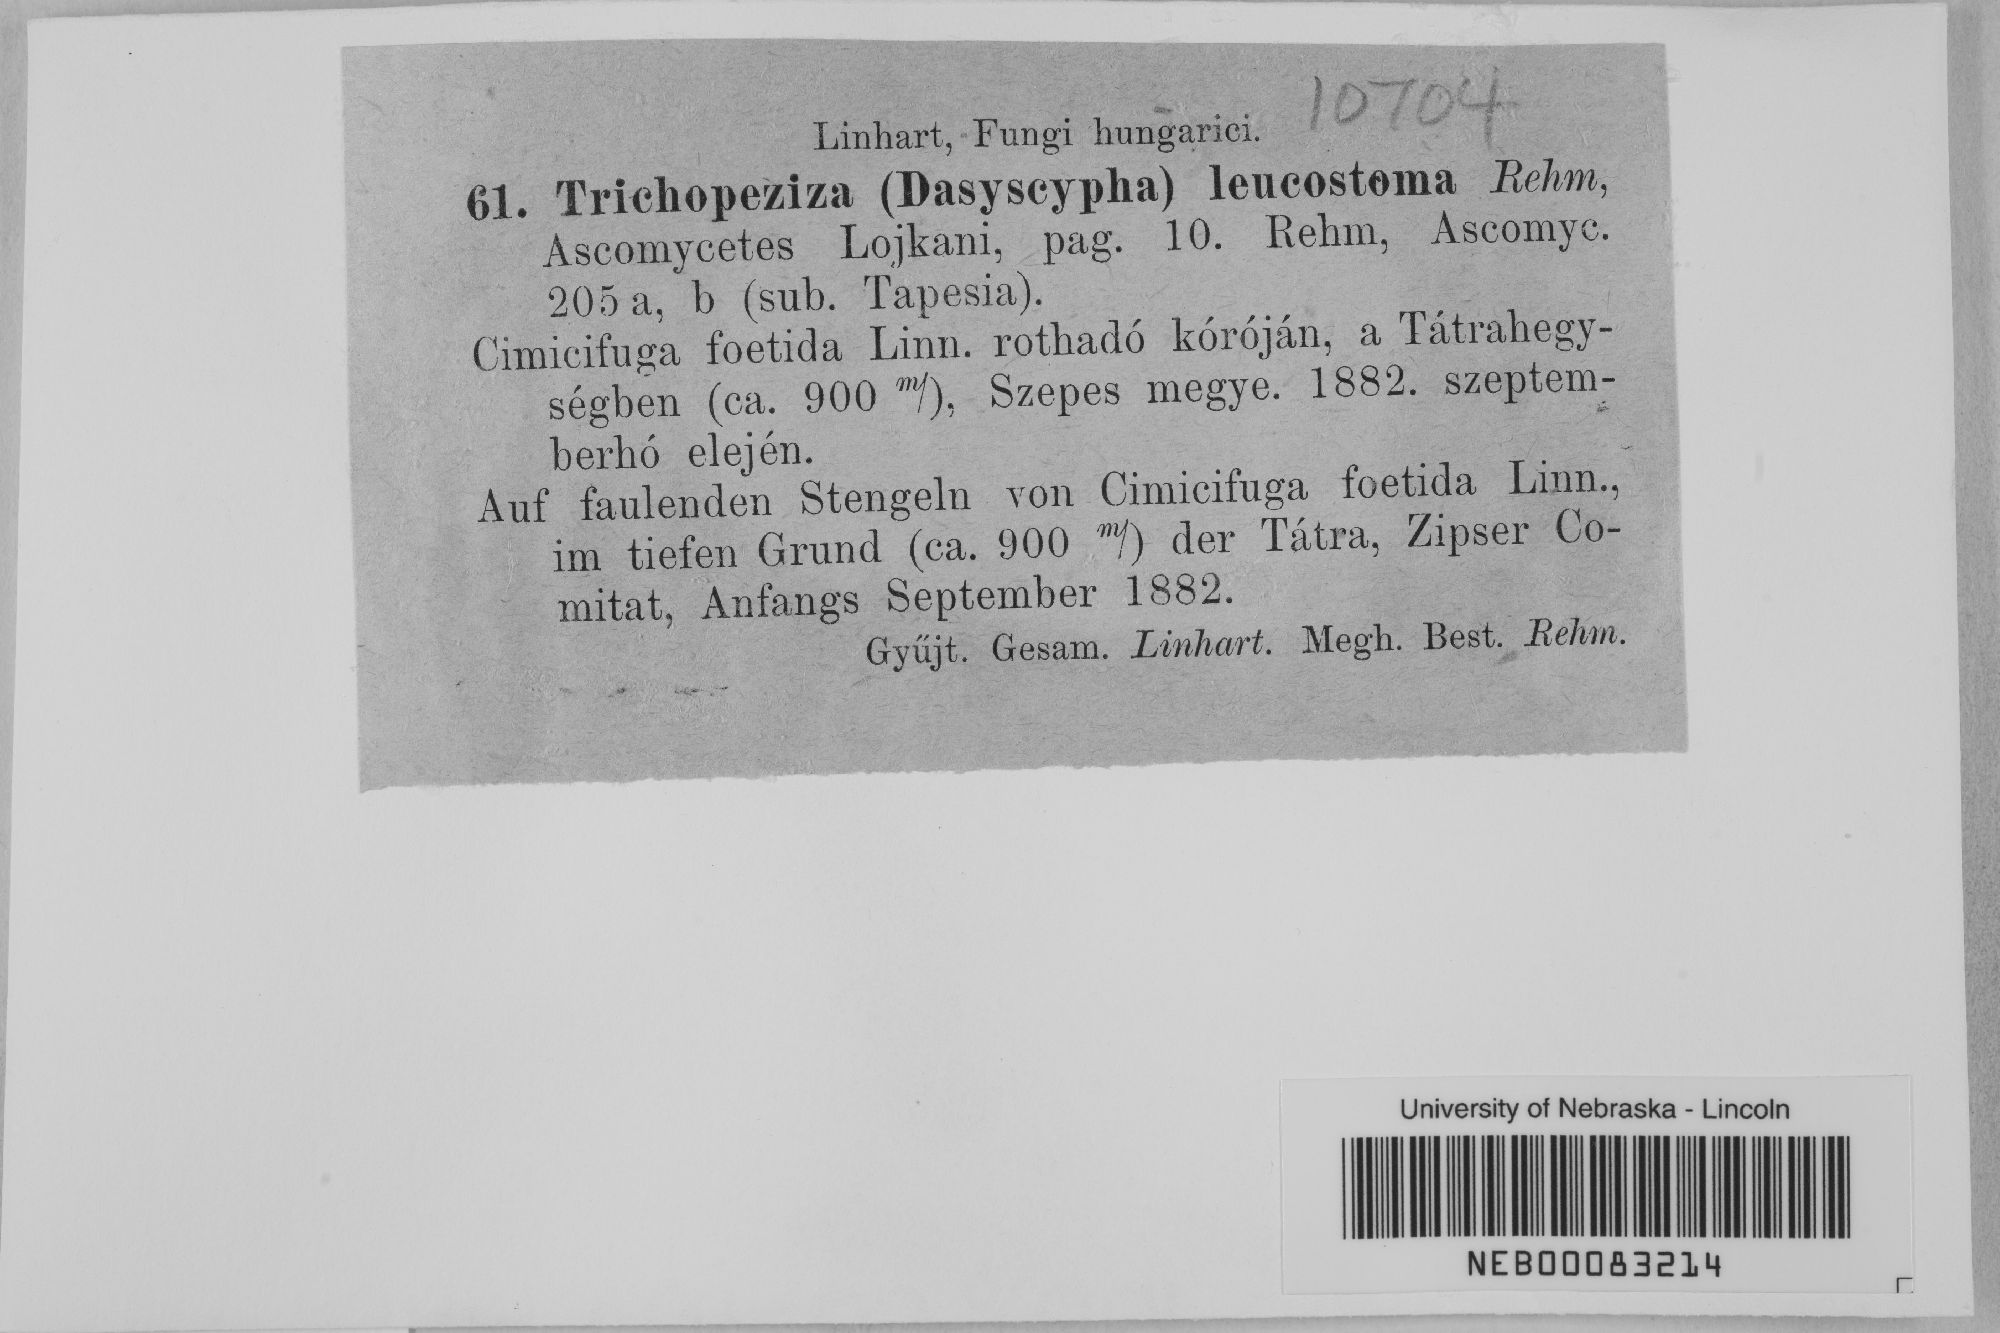 10704
Linhart, Fungi hungarici.
61. Trichopeziza (Dasyscypha) leucostoma Rehm,
Ascomycetes Lojkani, pag. 10. Rehm, Ascomyc.
205 a, b (sub. Tapesia).
Cimicifuga foetida Linn. rothadó kóróján, a Tátrahegy-
ségben (ca. 900 m/), Szepes megye. 1882. szeptem-
berhó elején.
Auf faulenden Stengeln von Cimicifuga foetida Linn.,
im tiefen Grund (ca. 900 m/) der Tátra, Zipser Co-
mitat, Anfangs September 1882.
Gyűjt. Gesam. Linhart. Megh. Best. Rehm.
University of Nebraska - Lincoln
NEB00083214